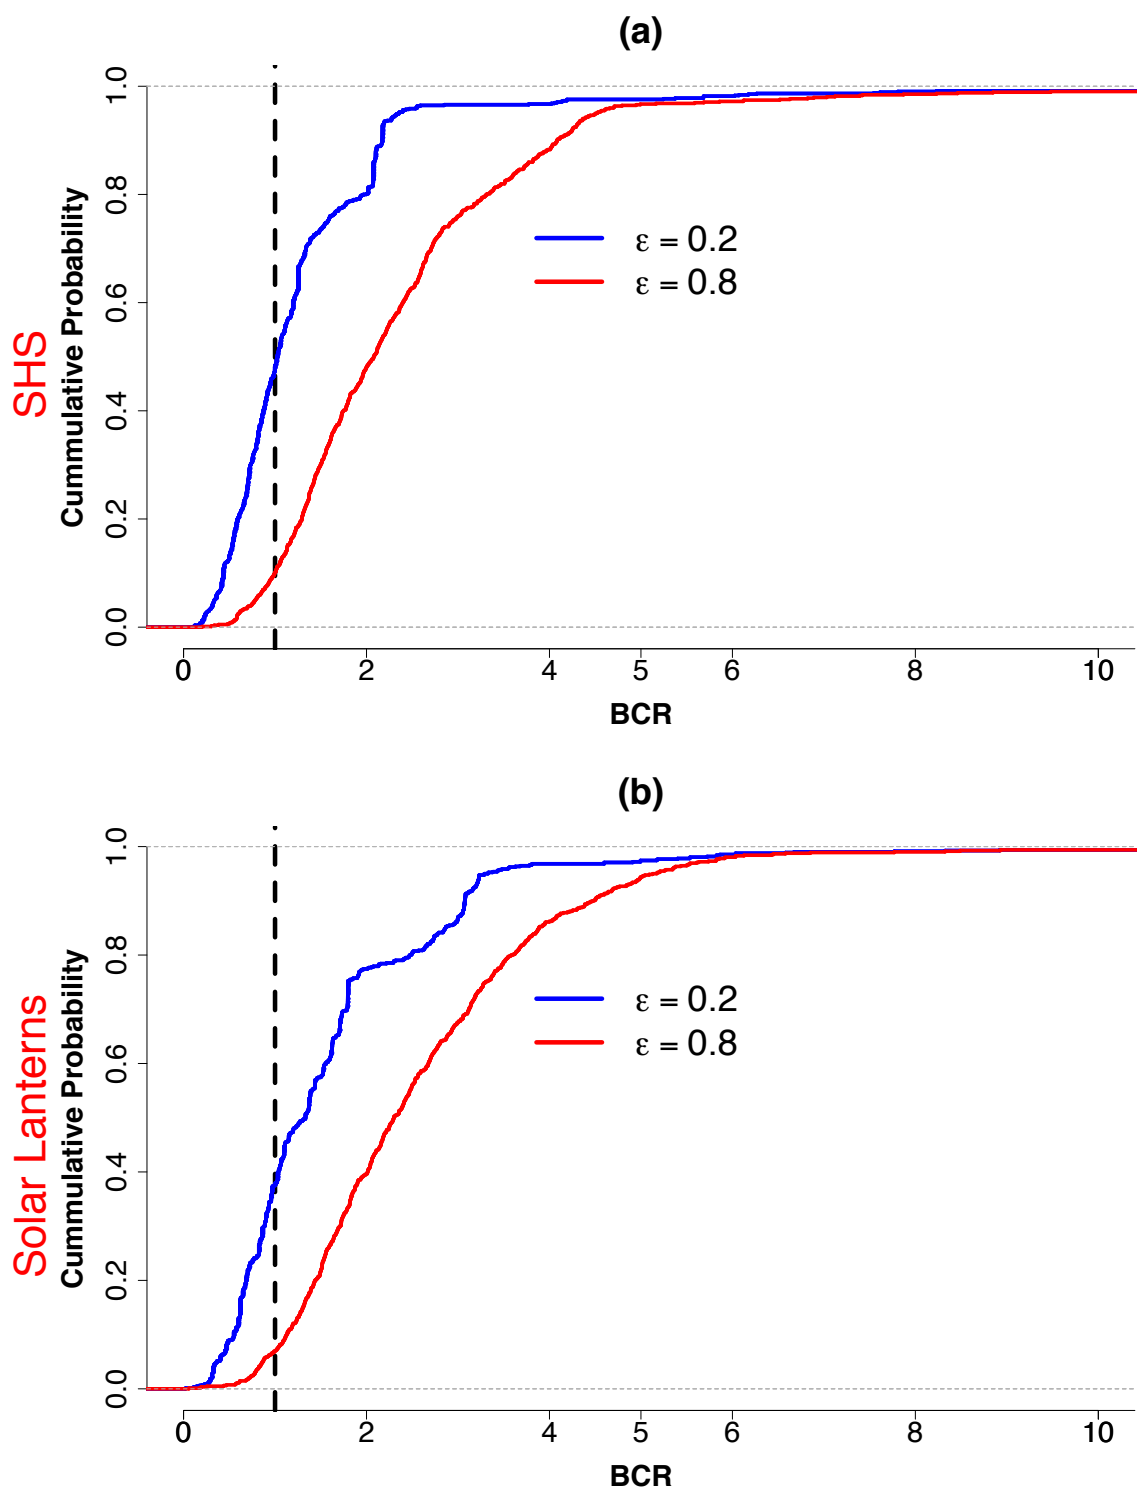 (a)
SHS
Cummulative Probability
1.0
0.8
0.6
0.4
0.2
0.0
ε = 0.2
ε = 0.8
0 2 4 5 6 8 10
BCR
(b)
Solar Lanterns
Cummulative Probability
1.0
0.8
0.6
0.4
0.2
0.0
ε = 0.2
ε = 0.8
0 2 4 5 6 8 10
BCR